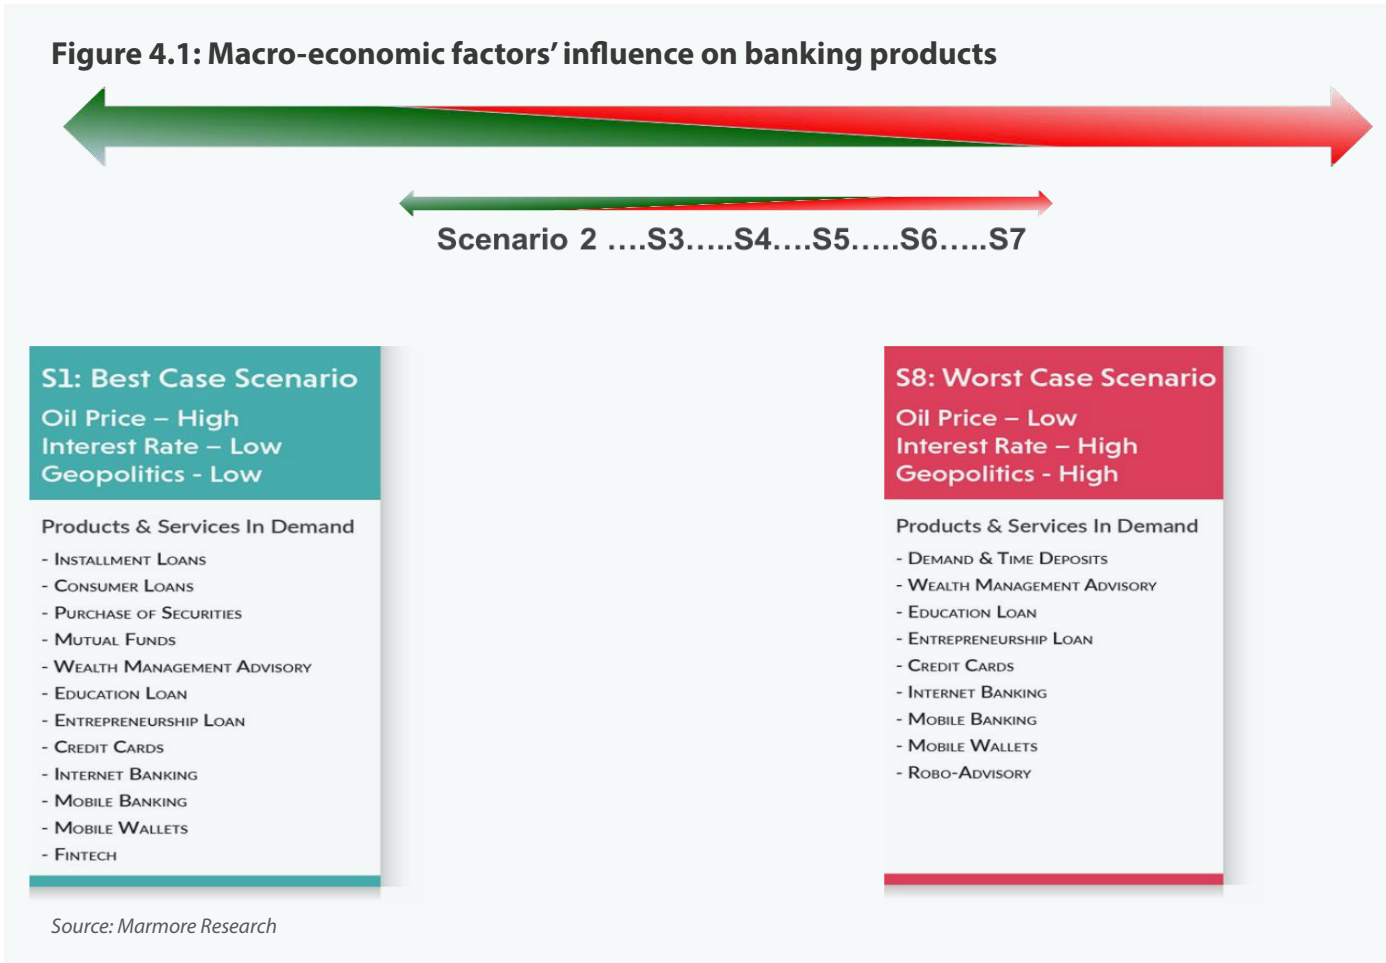 Figure 4.1: Macro-economic factors’ influence on banking products
Scenario 2 ....S3.....S4....S5.....S6.....S7
S1: Best Case Scenario
Oil Price – High
Interest Rate – Low
Geopolitics - Low
Products & Services In Demand
- Installment Loans
- Consumer Loans
- Purchase of Securities
- Mutual Funds
- Wealth Management Advisory
- Education Loan
- Entrepreneurship Loan
- Credit Cards
- Internet Banking
- Mobile Banking
- Mobile Wallets
- Fintech
S8: Worst Case Scenario
Oil Price – Low
Interest Rate – High
Geopolitics - High
Products & Services In Demand
- Demand & Time Deposits
- Wealth Management Advisory
- Education Loan
- Entrepreneurship Loan
- Credit Cards
- Internet Banking
- Mobile Banking
- Mobile Wallets
- Robo-Advisory
Source: Marmore Research